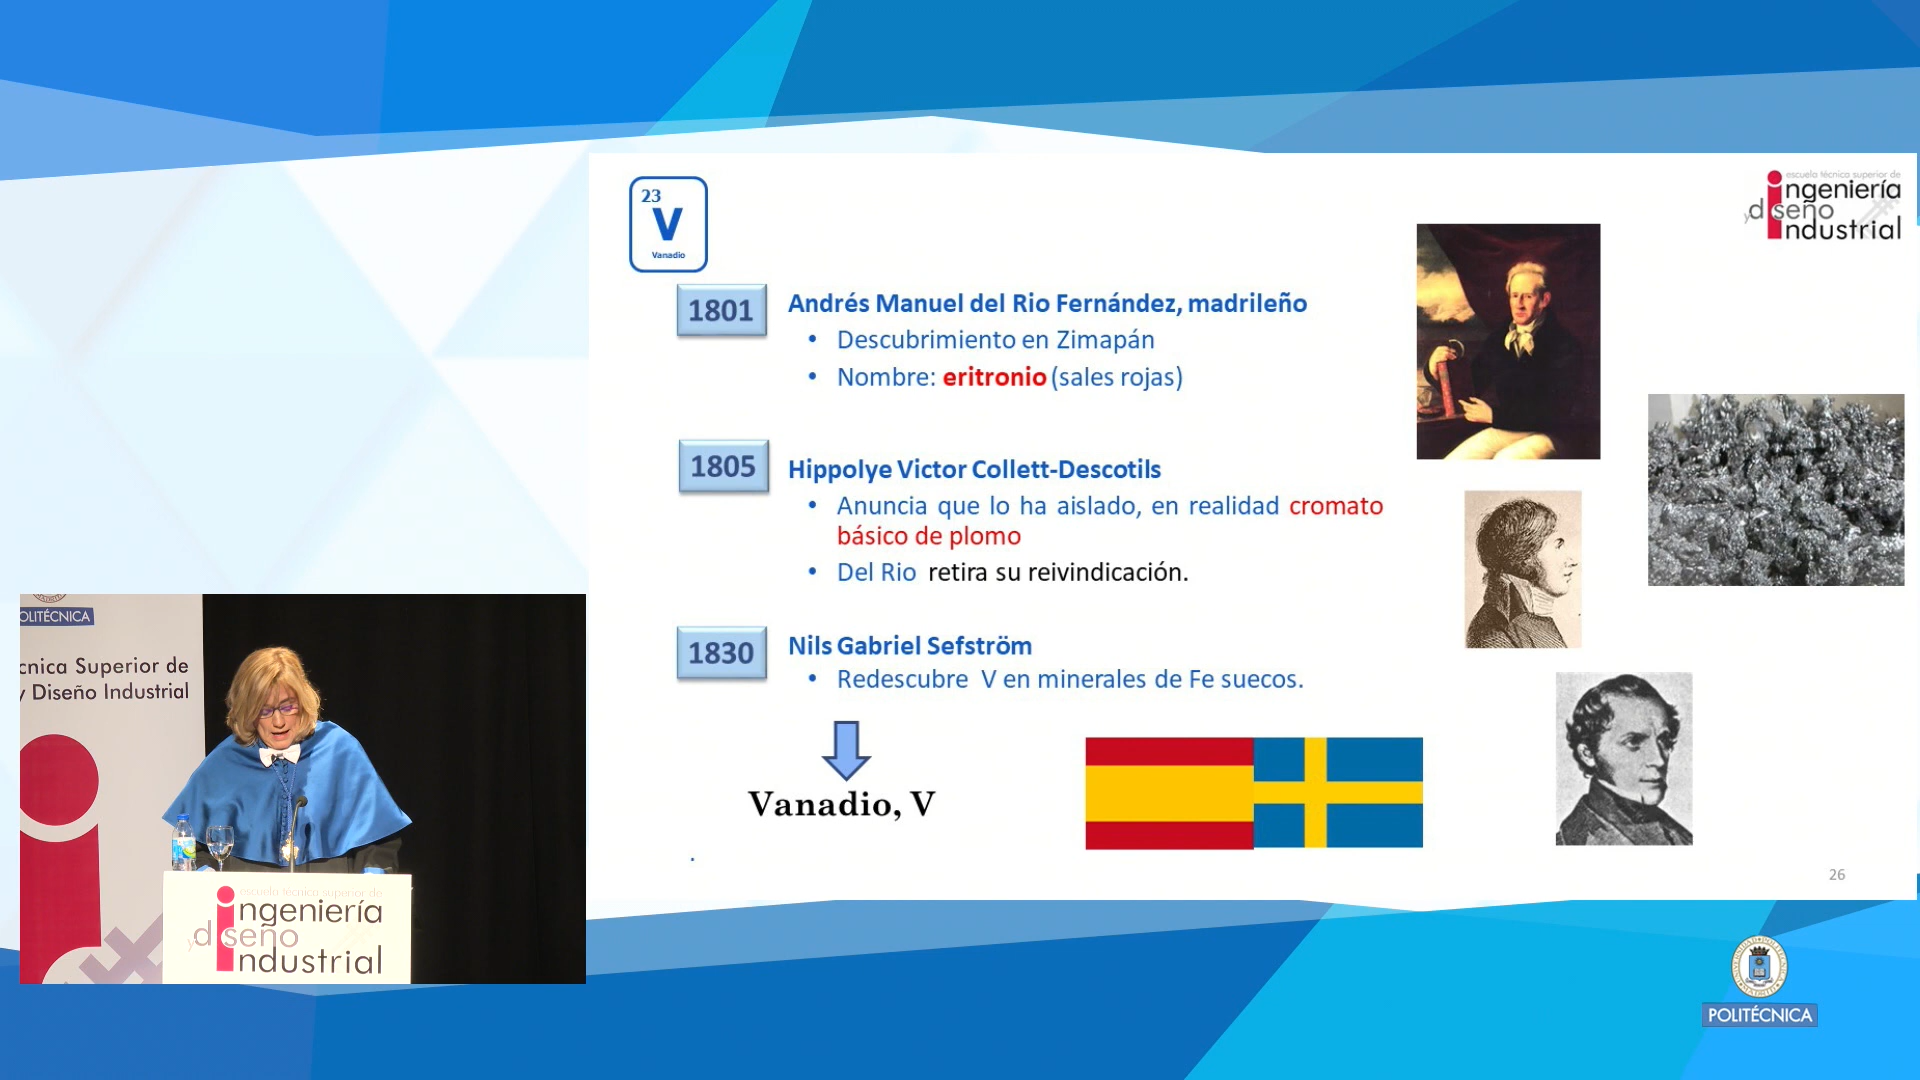 23
V
Vanadio
escuela técnica superior de
ingeniería
y diseño
industrial
1801
Andrés Manuel del Rio Fernández, madrileño
• Descubrimiento en Zimapán
• Nombre: eritronio (sales rojas)
1805
Hippolye Victor Collett-Descotils
• Anuncia que lo ha aislado, en realidad cromato
básico de plomo
• Del Rio retira su reivindicación.
1830
Nils Gabriel Sefström
• Redescubre V en minerales de Fe suecos.
Vanadio, V
.
26
OLITÉCNICA
cnica Superior de
y Diseño Industrial
escuela técnica superior de
ingeniería
y diseño
industrial
POLITÉCNICA